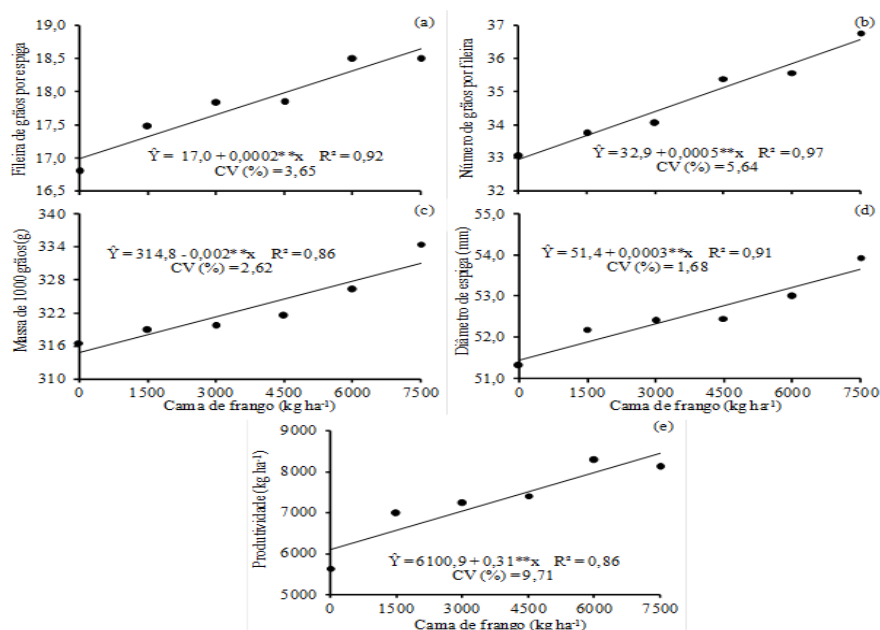 (a)
Fileira de grãos por espiga
18,5
18,0
17,5
17,0
16,5
Ŷ = 17,0 + 0,0002**x R² = 0,92
CV (%) = 3,65
(b)
Número de grãos por fileira
37
36
35
34
33
32
Ŷ = 32,9 + 0,0005**x R² = 0,97
CV (%) = 5,64
(c)
Massa de 1000 grãos (g)
340
334
328
322
316
310
Ŷ = 314,8 - 0,002**x R² = 0,86
CV (%) = 2,62
0 1500 3000 4500 6000 7500
Cama de frango (kg ha⁻¹)
(d)
Diâmetro de espiga (mm)
55,0
54,0
53,0
52,0
51,0
Ŷ = 51,4 + 0,0003**x R² = 0,91
CV (%) = 1,68
0 1500 3000 4500 6000 7500
Cama de frango (kg ha⁻¹)
(e)
Produtividade (kg ha⁻¹)
9000
8000
7000
6000
5000
Ŷ = 6100,9 + 0,31**x R² = 0,86
CV (%) = 9,71
0 1500 3000 4500 6000 7500
Cama de frango (kg ha⁻¹)